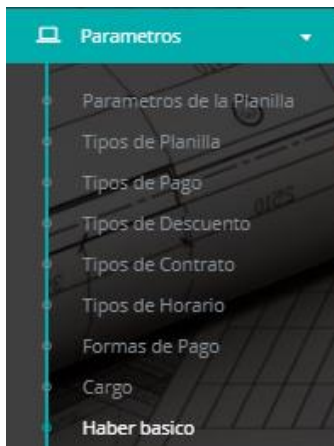 Parametros
Parametros de la Planilla
Tipos de Planilla
Tipos de Pago
Tipos de Descuento
Tipos de Contrato
Tipos de Horario
Formas de Pago
Cargo
Haber basico